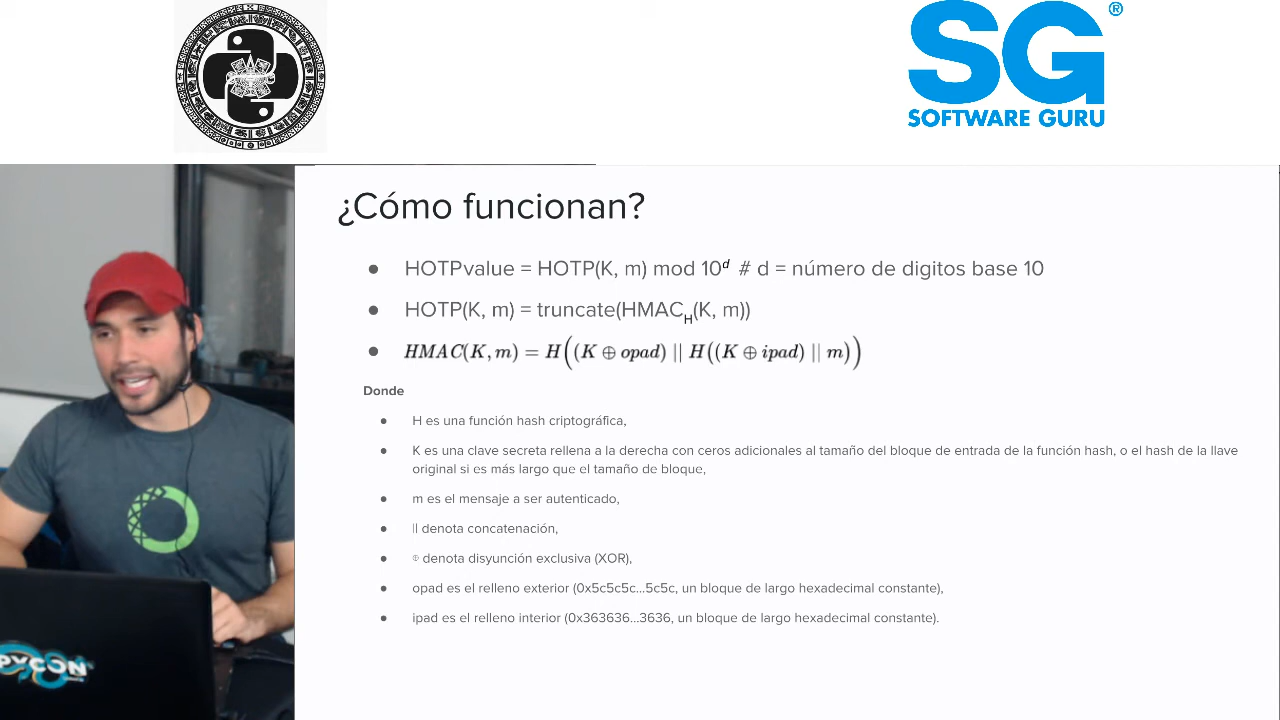 SG®
SOFTWARE GURU
¿Cómo funcionan?
● HOTPvalue = HOTP(K, m) mod 10ᵈ # d = número de digitos base 10
● HOTP(K, m) = truncate(HMAC_H(K, m))
● HMAC(K, m) = H((K ⊕ opad) || H((K ⊕ ipad) || m))
Donde
● H es una función hash criptográfica,
● K es una clave secreta rellena a la derecha con ceros adicionales al tamaño del bloque de entrada de la función hash, o el hash de la llave
original si es más largo que el tamaño de bloque,
● m es el mensaje a ser autenticado,
● || denota concatenación,
● ⊕ denota disyunción exclusiva (XOR),
● opad es el relleno exterior (0x5c5c5c...5c5c, un bloque de largo hexadecimal constante),
● ipad es el relleno interior (0x363636...3636, un bloque de largo hexadecimal constante).
PYCON